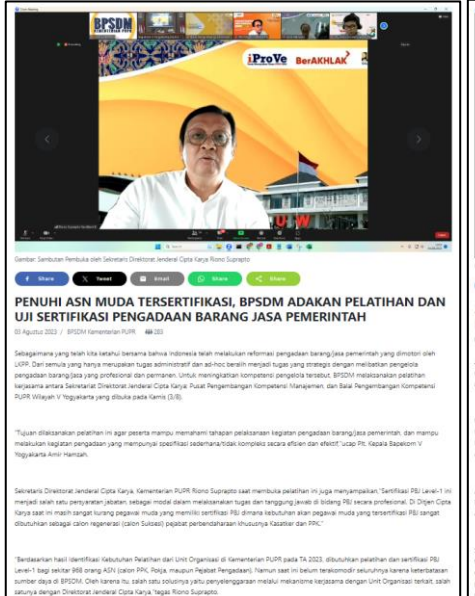 BPSDM
KEMENTERIAN PUPR
iProVe BerAKHLAK
Gambar: Sambutan Pembuka oleh Sekretaris Direktorat Jenderal Cipta Karya Riono Suprapto
Share Tweet Email Share Share
PENUHI ASN MUDA TERSERTIFIKASI, BPSDM ADAKAN PELATIHAN DAN
UJI SERTIFIKASI PENGADAAN BARANG JASA PEMERINTAH
03 Agustus 2023 / BPSDM Kementerian PUPR 283
Sebagaimana yang telah kita ketahui bersama bahwa Indonesia telah melakukan reformasi pengadaan barang/jasa pemerintah yang dimotori oleh
LKPP. Dari semula yang hanya merupakan tugas administratif dan ad-hoc beralih menjadi tugas yang strategis dengan melibatkan pengelola
pengadaan barang/jasa yang profesional dan permanen. Untuk meningkatkan kompetensi pengelola tersebut, BPSDM melaksanakan pelatihan
kerjasama antara Sekretariat Direktorat Jenderal Cipta Karya; Pusat Pengembangan Kompetensi Manajemen; dan Balai Pengembangan Kompetensi
PUPR Wilayah V Yogyakarta yang dibuka pada Kamis (3/8).
"Tujuan dilaksanakan pelatihan ini agar peserta mampu memahami tahapan pelaksanaan kegiatan pengadaan barang/jasa pemerintah, dan mampu
melakukan kegiatan pengadaan yang mempunyai spesifikasi sederhana/tidak kompleks secara efisien dan efektif,"ucap Plt. Kepala Bapekom V
Yogyakarta Amir Hamzah.
Sekretaris Direktorat Jenderal Cipta Karya, Kementerian PUPR Riono Suprapto saat membuka pelatihan ini juga menyampaikan,"Sertifikasi PBJ Level-1 ini
menjadi salah satu persyaratan jabatan, sebagai modal dalam melaksanakan tugas dan tanggung jawab di bidang PBJ secara profesional. Di Ditjen Cipta
Karya saat ini masih sangat kurang pegawai muda yang memiliki sertifikasi PBJ dimana kebutuhan akan pegawai muda yang tersertifikasi PBJ sangat
dibutuhkan sebagai calon regenerasi (calon Suksesi) pejabat perbendaharaan khususnya Kasatker dan PPK."
"Berdasarkan hasil Identifikasi Kebutuhan Pelatihan dari Unit Organisasi di Kementerian PUPR pada TA 2023, dibutuhkan pelatihan dan sertifikasi PBJ
Level-1 bagi sekitar 968 orang ASN (calon PPK, Pokja, maupun Pejabat Pengadaan). Namun saat ini belum terakomodir seluruhnya karena keterbatasan
sumber daya di BPSDM. Oleh karena itu, salah satu solusinya yaitu penyelenggaraan melalui mekanisme kerjasama dengan Unit Organisasi terkait, salah
satunya dengan Direktorat Jenderal Cipta Karya,"tegas Riono Suprapto.